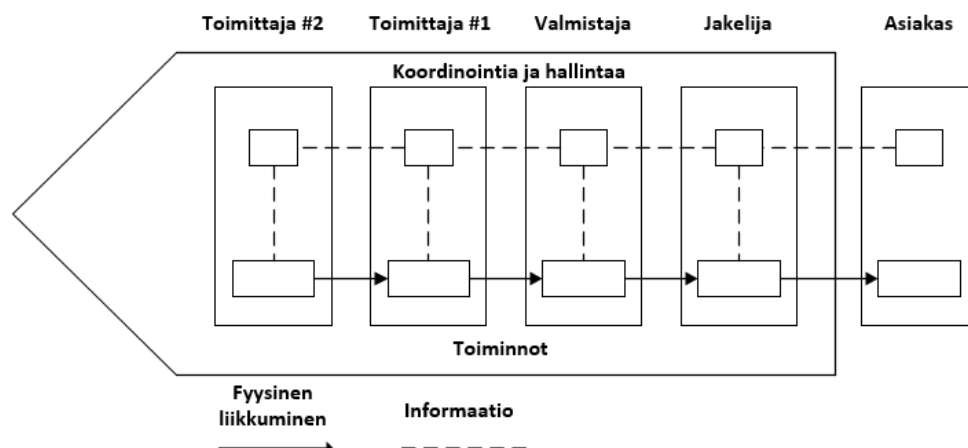 Toimittaja #2 Toimittaja #1 Valmistaja Jakelija Asiakas
Koordinointia ja hallintaa
Toiminnot
Fyysinen
liikkuminen
Informaatio